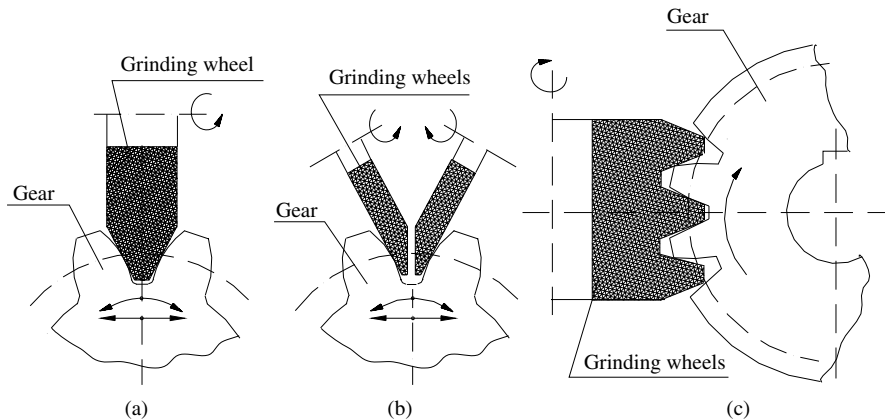 Grinding wheel
Gear
(a)
Grinding wheels
Gear
(b)
Gear
Grinding wheels
(c)